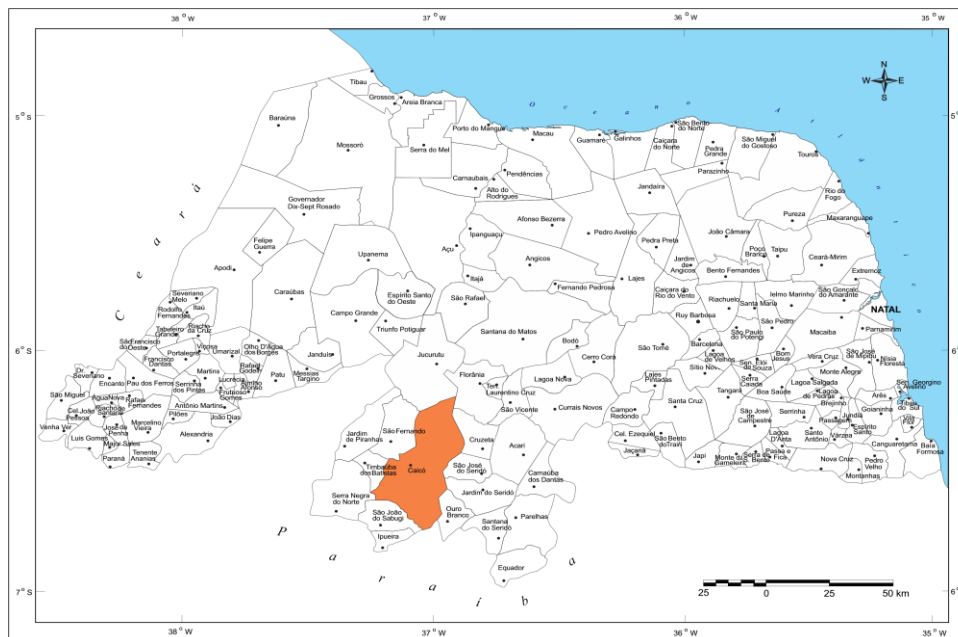 38 ° W
37 ° W
36 ° W
35 ° W
N
W
E
S
5 ° S
6 ° S
7 ° S
Oceano
Ceará
Paraíba
Tibau
Grossos
Areia Branca
Baraúna
Mossoró
Serra do Mel
Porto do Mangue
Macau
Guamaré
Galinhos
Caiçara
do Norte
São Bento
do Norte
Pedra
Grande
São Miguel
do Gostoso
Touros
Parazinho
Rio do
Fogo
Carnaubais
Pendências
Alto do
Rodrigues
Jandaíra
Pureza
Maxaranguape
Governador
Dix-Sept Rosado
Afonso Bezerra
Ipanguaçu
Açu
Pedro Avelino
Pedra Preta
João Câmara
Jardim de
Angicos
Poço
Branco
Taipu
Ceará-Mirim
Extremoz
Felipe
Guerra
Apodi
Upanema
Angicos
Itajá
Fernando Pedrosa
Lajes
Bento Fernandes
Caiçara do
Rio do Vento
Riachuelo
Santa Maria
Ielmo Marinho
São Gonçalo
do Amarante
NATAL
Severiano
Melo
Rodolfo
Fernandes
Itaú
Caraúbas
Espírito Santo
do Oeste
São Rafael
Campo Grande
Triunfo Potiguar
Santana do Matos
Ruy Barbosa
São Paulo
do Potengi
São Pedro
Macaíba
Parnamirim
Taboleiro
Grande
Riacho
da Cruz
São Francisco
do Oeste
Viçosa
Portalegre
Francisco
Dantas
Umarizal
Olho D'Água
dos Borges
Janduís
Jucurutu
Bodó
Cerro Corá
São Tomé
Barcelona
Lagoa
de Velhos
Sítio Novo
Sen. Elói
de Souza
Bom
Jesus
Vera Cruz
São José
de Mipibu
Nísia
Floresta
Monte Alegre
Dr.
Severiano
Encanto
Pau dos Ferros
Martins
Serrinha
dos Pintos
Lucrécia
Rafael
Godeiro
Almino
Afonso
Frutuoso
Gomes
Patu
Messias
Targino
Florânia
Ten.
Laurentino Cruz
Lagoa Nova
São Vicente
Currais Novos
Lajes
Pintadas
Campo
Redondo
Santa Cruz
Tangará
Serra
Caiada
Boa Saúde
Lagoa Salgada
Lagoa
de Pedras
Brejinho
Arês
Sen. Georgino
Avelino
Tibau
do Sul
Goianinha
São Miguel
Água Nova
Riacho de
Santana
Rafael
Fernandes
Cel. João
Pessoa
Venha Ver
José da
Penha
Marcelino
Vieira
Pilões
Antônio Martins
João Dias
Alexandria
Luis Gomes
Major Sales
Paraná
Tenente
Ananias
São Fernando
Jardim
de Piranhas
Timbaúba
dos Batistas
Caicó
Cruzeta
Acari
São José do
Seridó
Carnaúba
dos Dantas
Cel. Ezequiel
Jaçanã
São Bento
do Trairi
Japi
São José
de
Campestre
Serrinha
Monte das
Gameleiras
Serra de
S. Bento
Passa e
Fica
Lagoa
D'Anta
Santo
Antônio
Passagem
Várzea
Jundiá
Espírito
Santo
Vila
Flor
Canguaretama
Baía
Formosa
Nova Cruz
Pedro
Velho
Montanhas
Serra Negra
do Norte
São João
do Sabugi
Ipueira
Ouro
Branco
Jardim do Seridó
Santana
do Seridó
Parelhas
Equador
25
0
25
50 km
38 ° W
37 ° W
36 ° W
35 ° W